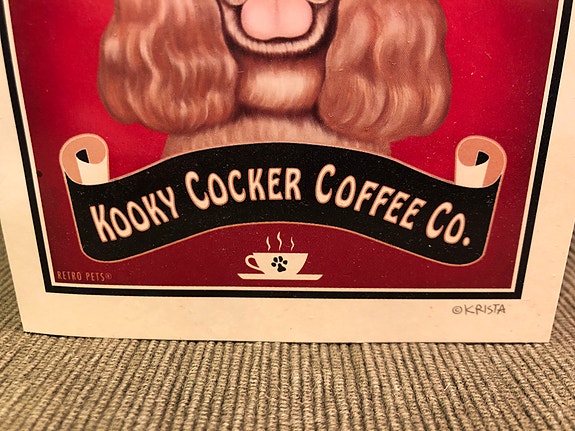 KOOKY COCKER COFFEE CO.
RETRO PETS®
©KRISTA